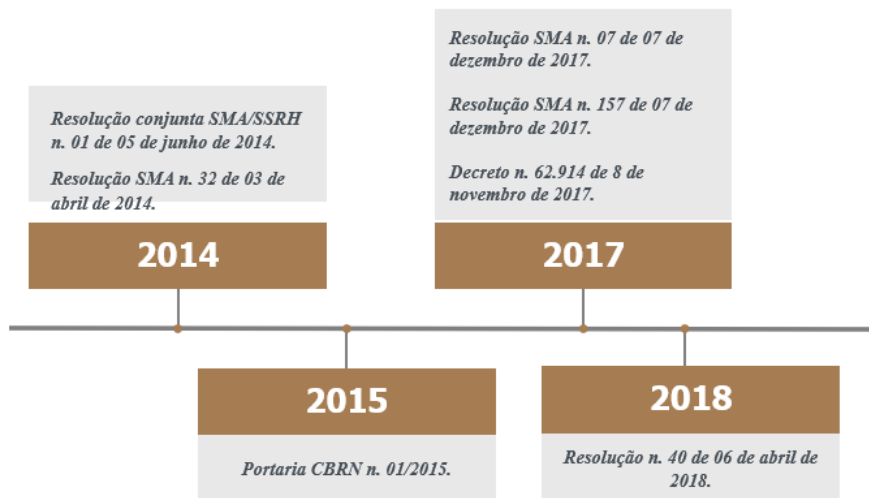 Resolução conjunta SMA/SSRH
n. 01 de 05 de junho de 2014.
Resolução SMA n. 32 de 03 de
abril de 2014.
2014
2015
Portaria CBRN n. 01/2015.
Resolução SMA n. 07 de 07 de
dezembro de 2017.
Resolução SMA n. 157 de 07 de
dezembro de 2017.
Decreto n. 62.914 de 8 de
novembro de 2017.
2017
2018
Resolução n. 40 de 06 de abril de
2018.